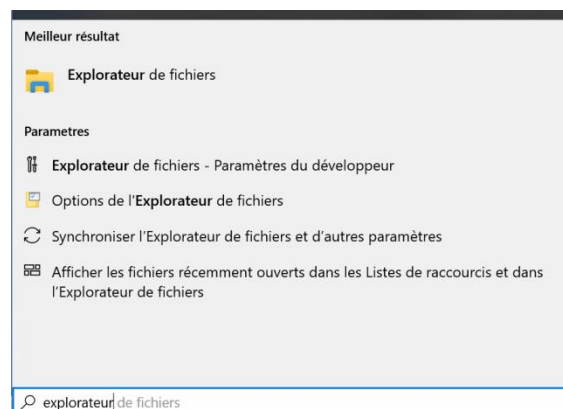 Meilleur résultat
Explorateur de fichiers
Parametres
Explorateur de fichiers - Paramètres du développeur
Options de l'Explorateur de fichiers
Synchroniser l'Explorateur de fichiers et d'autres paramètres
Afficher les fichiers récemment ouverts dans les Listes de raccourcis et dans
l'Explorateur de fichiers
explorateur de fichiers